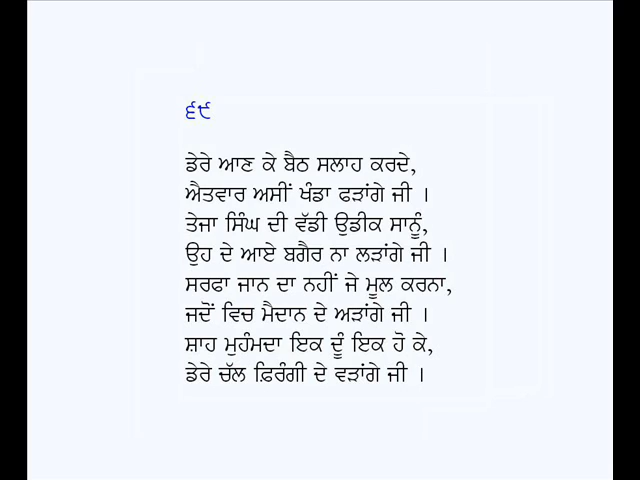 ੬੯
ਡੇਰੇ ਆਣ ਕੇ ਬੈਠ ਸਲਾਹ ਕਰਦੇ,
ਐਤਵਾਰ ਅਸੀਂ ਖੰਡਾ ਫੜਾਂਗੇ ਜੀ ।
ਤੇਜਾ ਸਿੰਘ ਦੀ ਵੱਡੀ ਉਡੀਕ ਸਾਨੂੰ,
ਉਹ ਦੇ ਆਏ ਬਗੈਰ ਨਾ ਲੜਾਂਗੇ ਜੀ ।
ਸਰਫਾ ਜਾਨ ਦਾ ਨਹੀਂ ਜੇ ਮੂਲ ਕਰਨਾ,
ਜਦੋਂ ਵਿਚ ਮੈਦਾਨ ਦੇ ਅੜਾਂਗੇ ਜੀ ।
ਸ਼ਾਹ ਮੁਹੰਮਦਾ ਇਕ ਦੂੰ ਇਕ ਹੋ ਕੇ,
ਡੇਰੇ ਚੱਲ ਫ਼ਿਰੰਗੀ ਦੇ ਵੜਾਂਗੇ ਜੀ ।